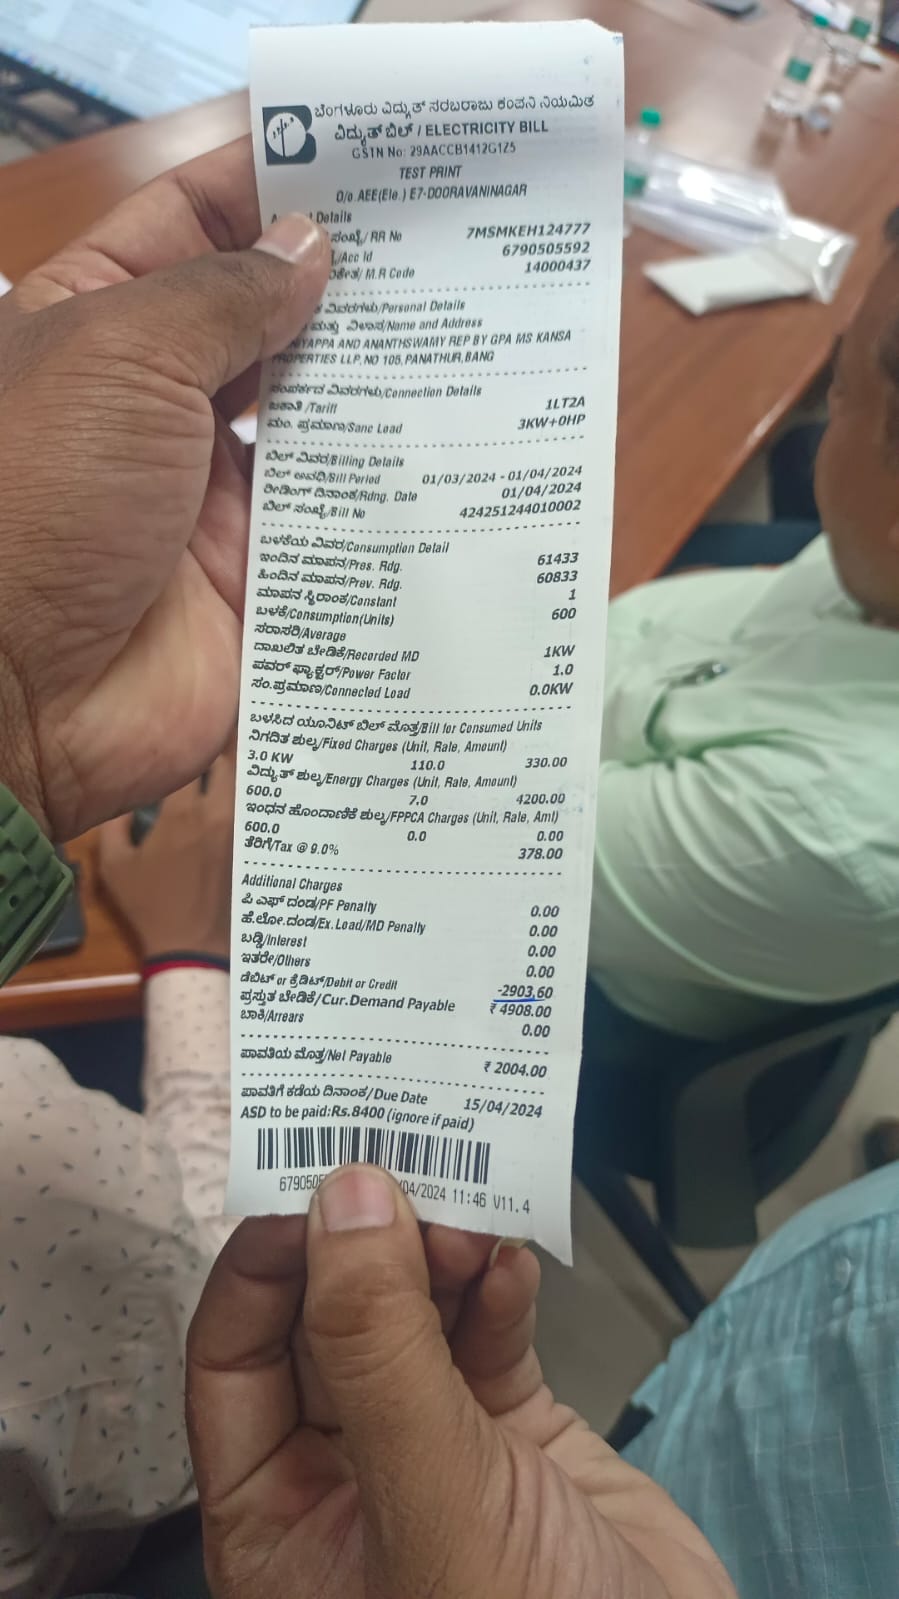 ಬೆಂಗಳೂರು ವಿದ್ಯುತ್ ಸರಬರಾಜು ಕಂಪನಿ ನಿಯಮಿತ
ವಿದ್ಯುತ್ ಬಿಲ್ / ELECTRICITY BILL
GSTN No: 29AACCB1412G1Z5
TEST PRINT
O/o AEE(Ele.) E7-DOORAVANINAGAR
Details
ಸಂಖ್ಯೆ/ RR No 7MSMKEH124777
/Acc Id 6790505592
/ M.R Code 14000437
ವಿವರಗಳು/Personal Details
ಮತ್ತು ವಿಳಾಸ/Name and Address
AND ANANTHSWAMY REP BY GPA MS KANSA
PROPERTIES LLP, NO 105, PANATHUR, BANG
ಸಂಪರ್ಕದ ವಿವರಗಳು/Connection Details
ಜಕಾತಿ /Tariff 1LT2A
ಮಂ. ಪ್ರಮಾಣ/Sanc Load 3KW+0HP
ಬಿಲ್ ವಿವರ/Billing Details
ಬಿಲ್ ಅವಧಿ/Bill Period 01/03/2024 - 01/04/2024
ರೀಡಿಂಗ್ ದಿನಾಂಕ/Rdng. Date 01/04/2024
ಬಿಲ್ ಸಂಖ್ಯೆ/Bill No 424251244010002
ಬಳಕೆಯ ವಿವರ/Consumption Detail
ಇಂದಿನ ಮಾಪನ/Pres. Rdg. 61433
ಹಿಂದಿನ ಮಾಪನ/Prev. Rdg. 60833
ಮಾಪನ ಸ್ಥಿರಾಂಕ/Constant 1
ಬಳಕೆ/Consumption(Units) 600
ಸರಾಸರಿ/Average
ದಾಖಲಿತ ಬೇಡಿಕೆ/Recorded MD 1KW
ಪವರ್ ಫ್ಯಾಕ್ಟರ್/Power Factor 1.0
ಸಂ.ಪ್ರಮಾಣ/Connected Load 0.0KW
ಬಳಸಿದ ಯೂನಿಟ್ ಬಿಲ್ ಮೊತ್ತ/Bill for Consumed Units
ನಿಗದಿತ ಶುಲ್ಕ/Fixed Charges (Unit, Rate, Amount)
3.0 KW 110.0 330.00
ವಿದ್ಯುತ್ ಶುಲ್ಕ/Energy Charges (Unit, Rate, Amount)
600.0 7.0 4200.00
ಇಂಧನ ಹೊಂದಾಣಿಕೆ ಶುಲ್ಕ/FPPCA Charges (Unit, Rate, Amt)
600.0 0.0 0.00
ತೆರಿಗೆ/Tax @ 9.0% 378.00
Additional Charges
ಪಿ ಎಫ್ ದಂಡ/PF Penalty 0.00
ಹೆ.ಲೋ.ದಂಡ/Ex.Load/MD Penalty 0.00
ಬಡ್ಡಿ/Interest 0.00
ಇತರೇ/Others 0.00
ಡೆಬಿಟ್ or ಕ್ರೆಡಿಟ್/Debit or Credit -2903.60
ಪ್ರಸ್ತುತ ಬೇಡಿಕೆ/Cur.Demand Payable ₹ 4908.00
ಬಾಕಿ/Arrears 0.00
ಪಾವತಿಯ ಮೊತ್ತ/Net Payable ₹ 2004.00
ಪಾವತಿಗೆ ಕಡೆಯ ದಿನಾಂಕ/Due Date 15/04/2024
ASD to be paid:Rs.8400 (ignore if paid)
/04/2024 11:46 V11.4